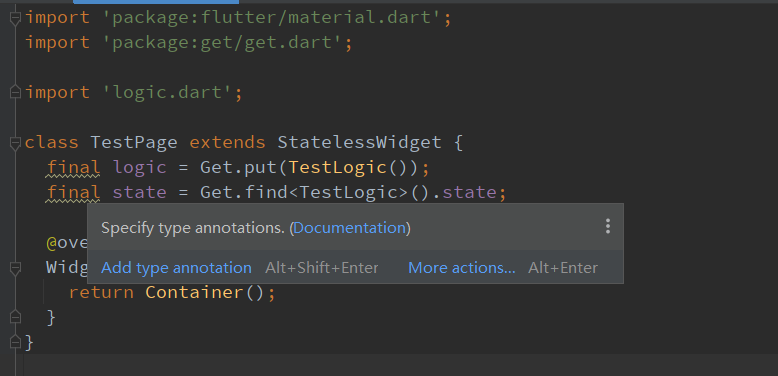 import 'package:flutter/material.dart';
import 'package:get/get.dart';
import 'logic.dart';
class TestPage extends StatelessWidget {
final logic = Get.put(TestLogic());
final state = Get.find<TestLogic>().state;
Specify type annotations. (Documentation)
@ove
Add type annotation Alt+Shift+Enter More actions... Alt+Enter
Widg
return Container();
}
}